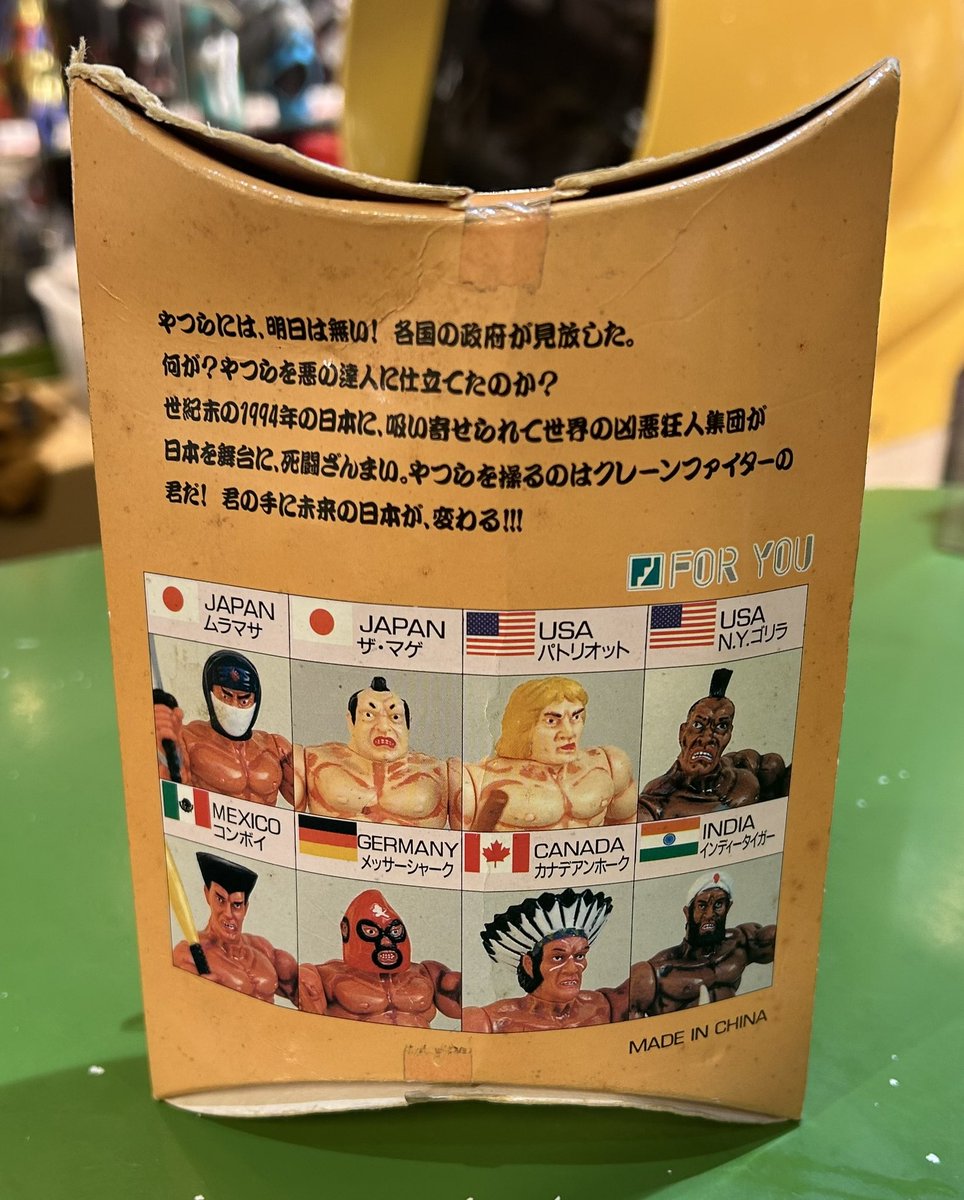 やつらには、明日は無い! 各国の政府が見放した。
何が?やつらを悪の達人に仕立てたのか?
世紀末の1994年の日本に、吸い寄せられて世界の凶悪狂人集団が
日本を舞台に、死闘ざんまい。やつらを操るのはクレーンファイターの
君だ! 君の手に未来の日本が、変わる!!!
FOR YOU
JAPAN
ムラマサ
JAPAN
ザ・マゲ
USA
パトリオット
USA
N.Y.ゴリラ
MEXICO
コンボイ
GERMANY
メッサーシャーク
CANADA
カナデアンホーク
INDIA
インディータイガー
MADE IN CHINA